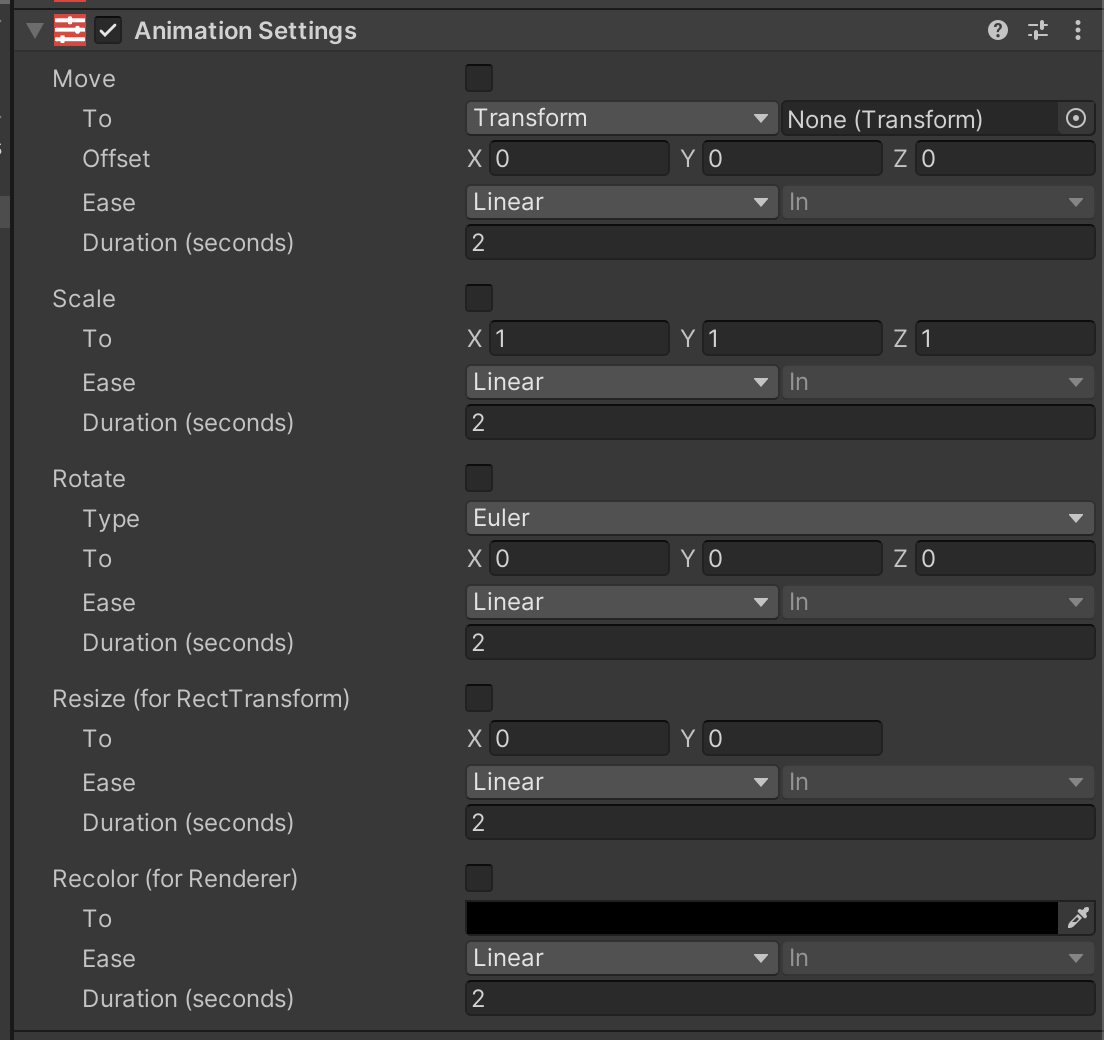 Animation Settings
Move
To Transform None (Transform)
Offset X 0 Y 0 Z 0
Ease Linear In
Duration (seconds) 2
Scale
To X 1 Y 1 Z 1
Ease Linear In
Duration (seconds) 2
Rotate
Type Euler
To X 0 Y 0 Z 0
Ease Linear In
Duration (seconds) 2
Resize (for RectTransform)
To X 0 Y 0
Ease Linear In
Duration (seconds) 2
Recolor (for Renderer)
To
Ease Linear In
Duration (seconds) 2